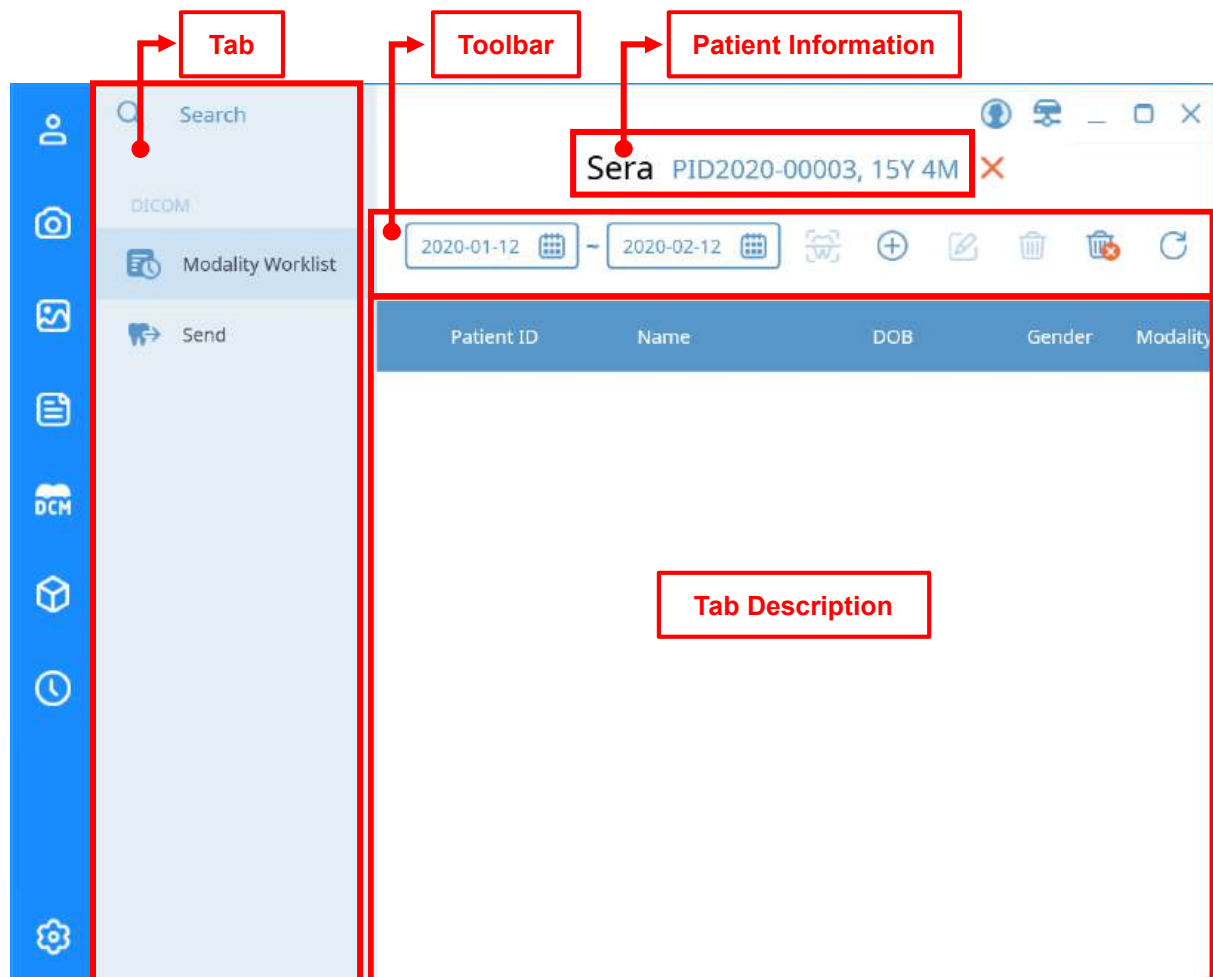 Tab
Toolbar
Patient Information
Search
Sera PID2020-00003, 15Y 4M
DICOM
2020-01-12 ~ 2020-02-12
Modality Worklist
Send
Patient ID Name DOB Gender Modality
DCM
Tab Description